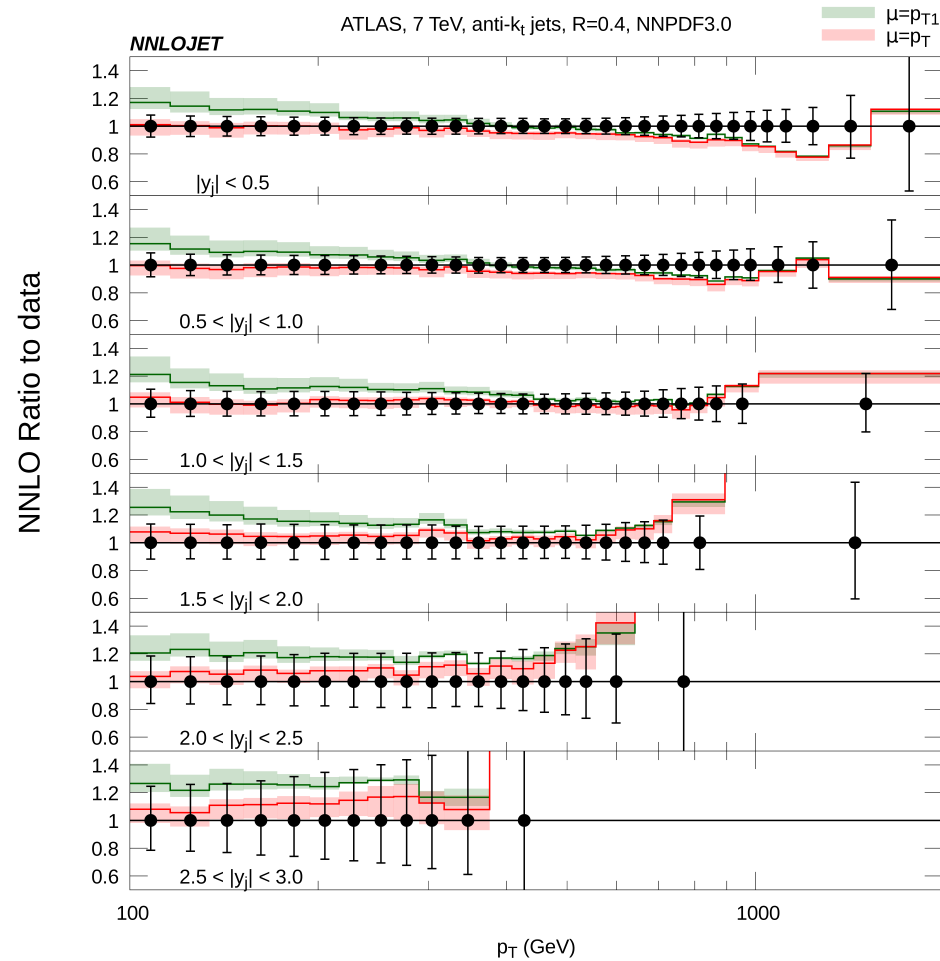 ATLAS, 7 TeV, anti-kt jets, R=0.4, NNPDF3.0
μ=pT1
μ=pT
NNLOJET
NNLO Ratio to data
1.4
1.2
1
0.8
0.6
|yj| < 0.5
1.4
1.2
1
0.8
0.6
0.5 < |yj| < 1.0
1.4
1.2
1
0.8
0.6
1.0 < |yj| < 1.5
1.4
1.2
1
0.8
0.6
1.5 < |yj| < 2.0
1.4
1.2
1
0.8
0.6
2.0 < |yj| < 2.5
1.4
1.2
1
0.8
0.6
2.5 < |yj| < 3.0
100
1000
pT (GeV)